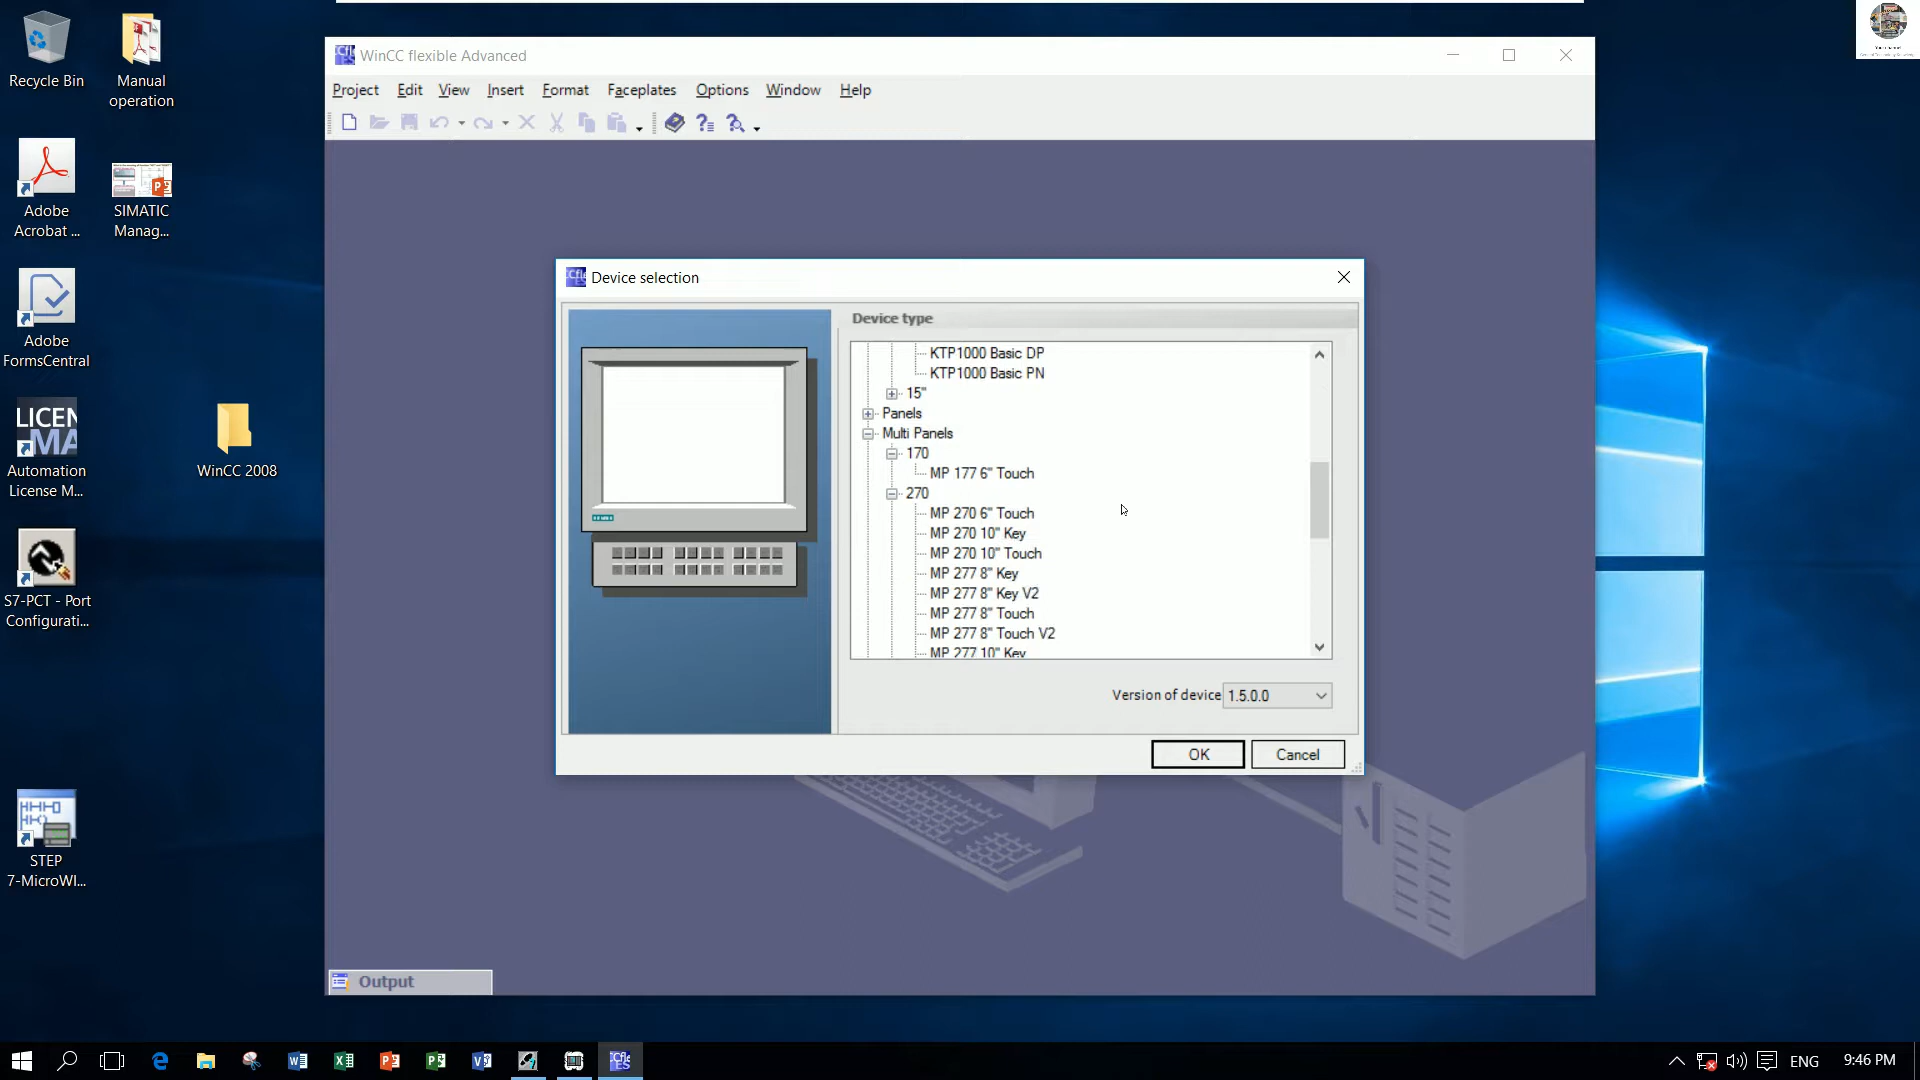 Recycle Bin
Manual
operation
Adobe
Acrobat ...
SIMATIC
Manag...
Adobe
FormsCentral
LICEN
MA
Automation
License M...
WinCC 2008
S7-PCT - Port
Configurati...
STEP
7-MicroWI...
WinCC flexible Advanced
Project Edit View Insert Format Faceplates Options Window Help
Device selection
Device type
KTP1000 Basic DP
KTP1000 Basic PN
15"
Panels
Multi Panels
170
MP 177 6" Touch
270
MP 270 6" Touch
MP 270 10" Key
MP 270 10" Touch
MP 277 8" Key
MP 277 8" Key V2
MP 277 8" Touch
MP 277 8" Touch V2
MP 277 10" Key
Version of device 1.5.0.0
OK Cancel
Output
ENG 9:46 PM